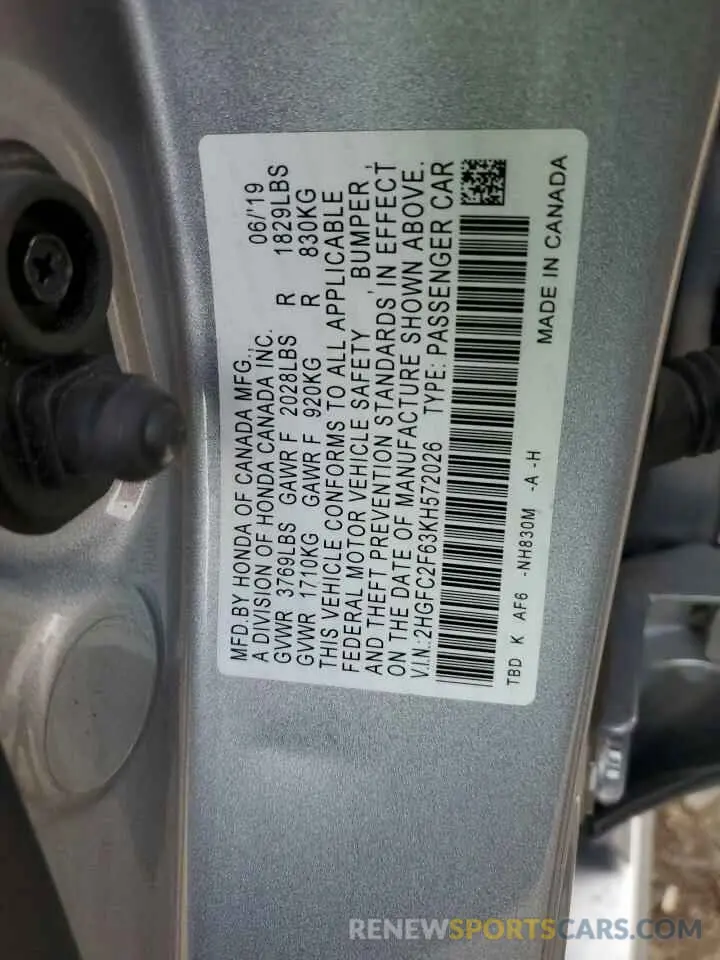 MFD.BY HONDA OF CANADA MFG., 06/'19
A DIVISION OF HONDA CANADA INC.
GVWR 3769LBS GAWR F 2028LBS R 1829LBS
GVWR 1710KG GAWR F 920KG R 830KG
THIS VEHICLE CONFORMS TO ALL APPLICABLE
FEDERAL MOTOR VEHICLE SAFETY, BUMPER,
AND THEFT PREVENTION STANDARDS IN EFFECT
ON THE DATE OF MANUFACTURE SHOWN ABOVE.
V.I.N.:2HGFC2F63KH572026 TYPE: PASSENGER CAR
TBD K AF6 -NH830M -A -H
MADE IN CANADA
RENEWSPORTSCARS.COM